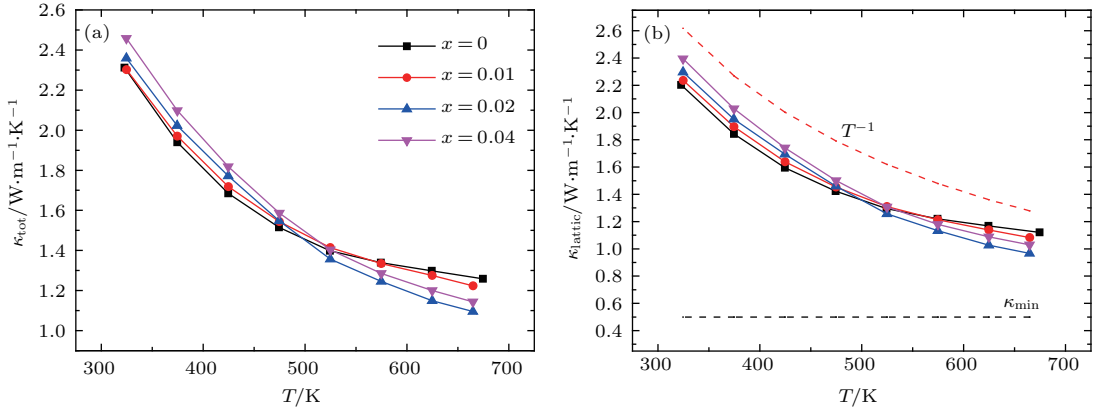 (a)
x = 0
x = 0.01
x = 0.02
x = 0.04
2.6
2.4
2.2
2.0
1.8
1.6
1.4
1.2
1.0
κtot/W·m−1·K−1
300
400
500
600
700
T/K
(b)
T−1
κmin
2.6
2.4
2.2
2.0
1.8
1.6
1.4
1.2
1.0
0.8
0.6
0.4
κlattic/W·m−1·K−1
300
400
500
600
700
T/K